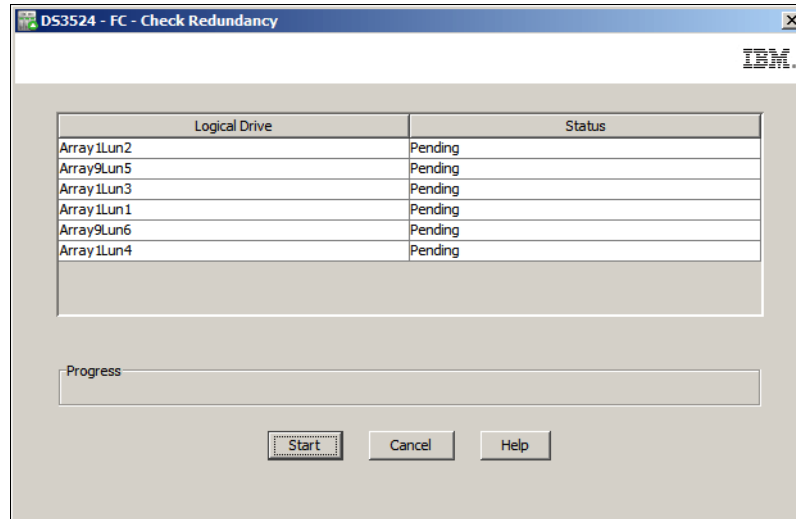 DS3524 - FC - Check Redundancy
IBM.
Logical Drive Status
Array1Lun2 Pending
Array9Lun5 Pending
Array1Lun3 Pending
Array1Lun1 Pending
Array9Lun6 Pending
Array1Lun4 Pending
Progress
Start Cancel Help